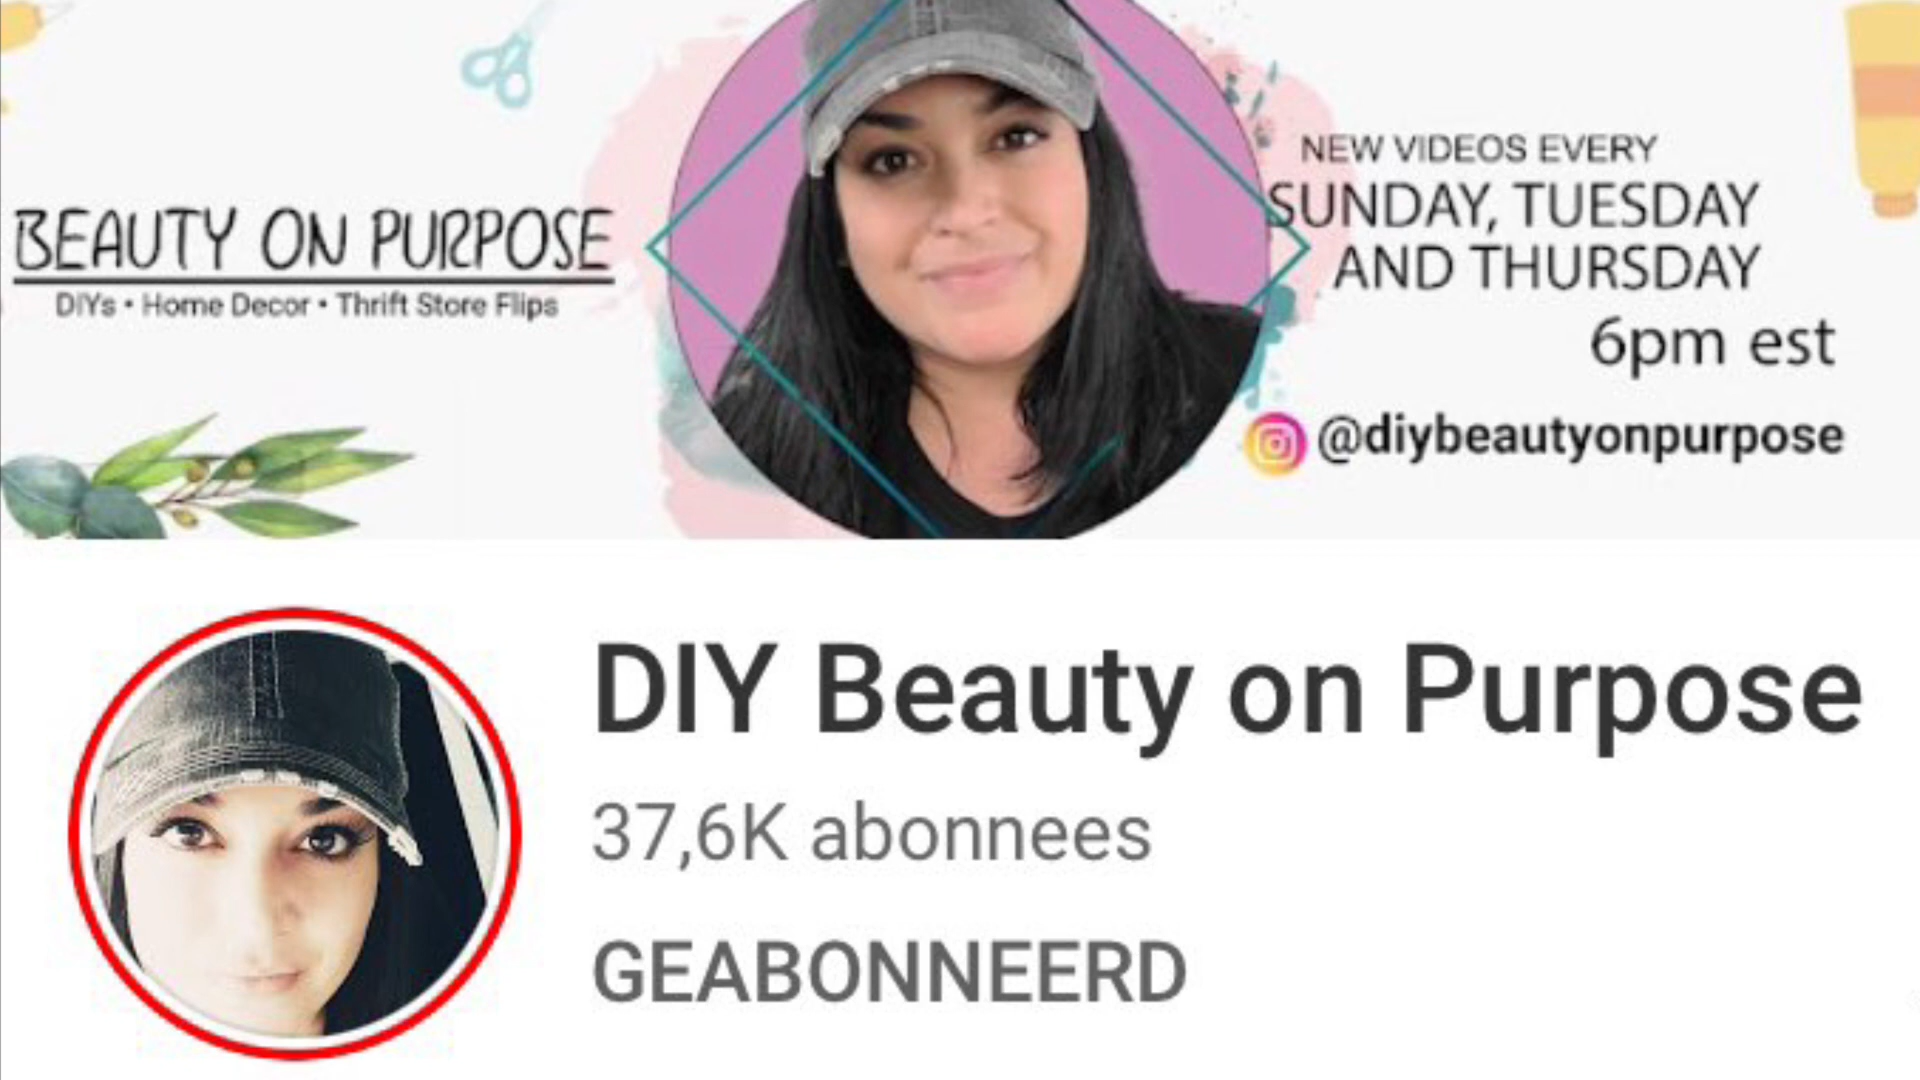 BEAUTY ON PURPOSE
DIYs • Home Decor • Thrift Store Flips
NEW VIDEOS EVERY
SUNDAY, TUESDAY
AND THURSDAY
6pm est
@diybeautyonpurpose
DIY Beauty on Purpose
37,6K abonnees
GEABONNEERD